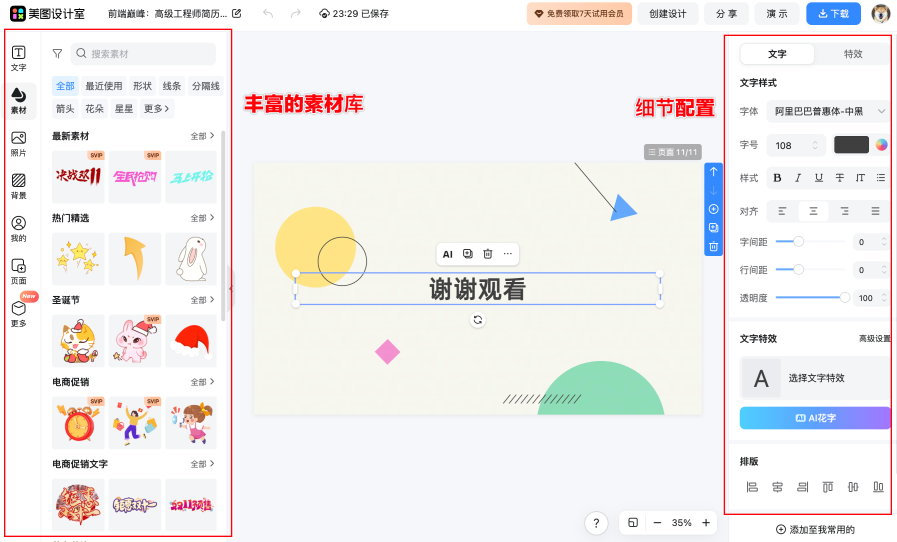 美图设计室
前端巅峰：高级工程师简历...
23:29 已保存
免费领取7天试用会员
创建设计
分 享
演 示
下载
文字
素材
照片
背景
我的
页面
New
更多
搜索素材
全部 最近使用 形状 线条 分隔线
箭头 花朵 星星 更多
最新素材 全部
SVIP SVIP
决战双11 全民抢购 马上开抢
热门精选 全部
圣诞节 全部
SVIP
电商促销 全部
SVIP SVIP
电商促销文字 全部
丰富的素材库
细节配置
页面 11/11
AI
谢谢观看
? 35%
文字 特效
文字样式
字体 阿里巴巴普惠体-中黑
字号 108
样式 B I U T IT
对齐
字间距 0
行间距 0
透明度 100
文字特效 高级设置
A 选择文字特效
AI AI花字
排版
添加至我常用的